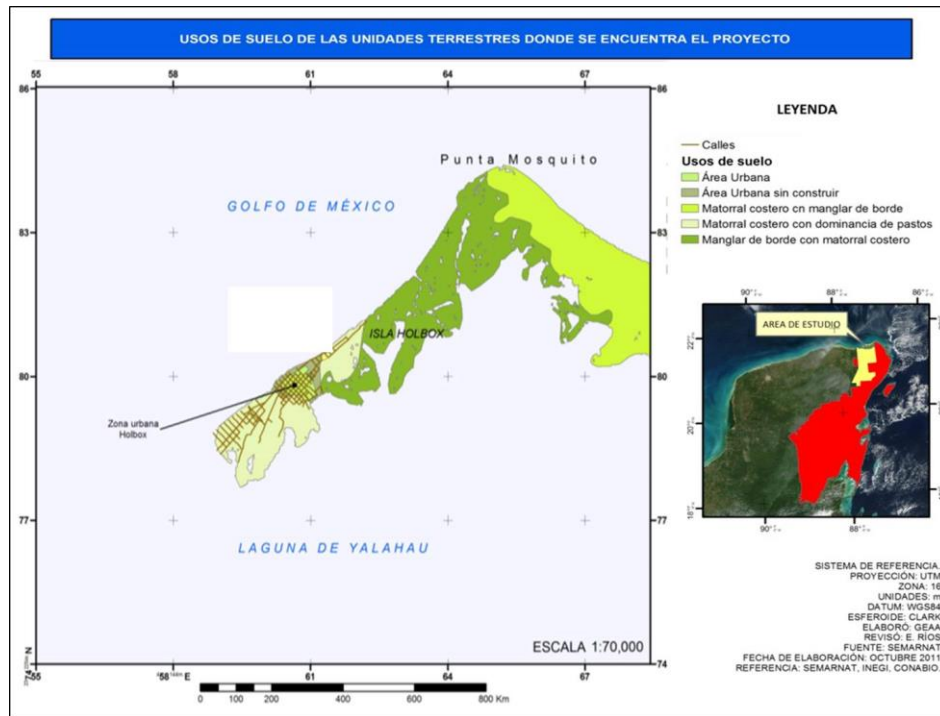 USOS DE SUELO DE LAS UNIDADES TERRESTRES DONDE SE ENCUENTRA EL PROYECTO
55 58 61 64 67
86 86
Punta Mosquito
GOLFO DE MÉXICO
83 83
ISLA HOLBOX
80 80
Zona urbana
Holbox
77 77
LAGUNA DE YALAHAU
ESCALA 1:70,000
74
55 58 E 61 64 67
0 100 200 400 600 800 Km
LEYENDA
Calles
Usos de suelo
Área Urbana
Área Urbana sin construir
Matorral costero cn manglar de borde
Matorral costero con dominancia de pastos
Manglar de borde con matorral costero
AREA DE ESTUDIO
SISTEMA DE REFERENCIA.
PROYECCIÓN: UTM
ZONA: 16
UNIDADES: m
DATUM: WGS84
ESFEROIDE: CLARK
ELABORÓ: GEAA
REVISÓ: E. RÍOS
FUENTE: SEMARNAT
FECHA DE ELABORACIÓN: OCTUBRE 2011
REFERENCIA: SEMARNAT, INEGI, CONABIO.